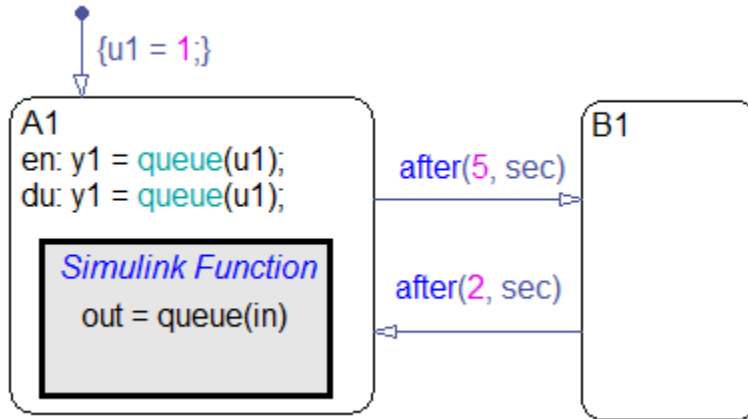 {u1 = 1;}
A1
en: y1 = queue(u1);
du: y1 = queue(u1);
Simulink Function
out = queue(in)
after(5, sec)
after(2, sec)
B1